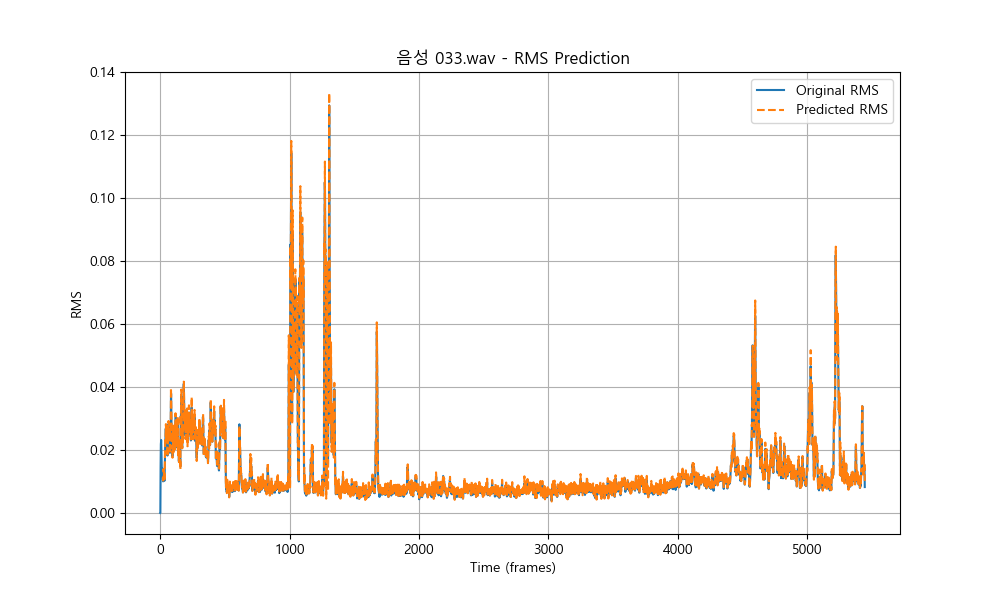 음성 033.wav - RMS Prediction
Original RMS
Predicted RMS
RMS
0.14
0.12
0.10
0.08
0.06
0.04
0.02
0.00
0 1000 2000 3000 4000 5000
Time (frames)